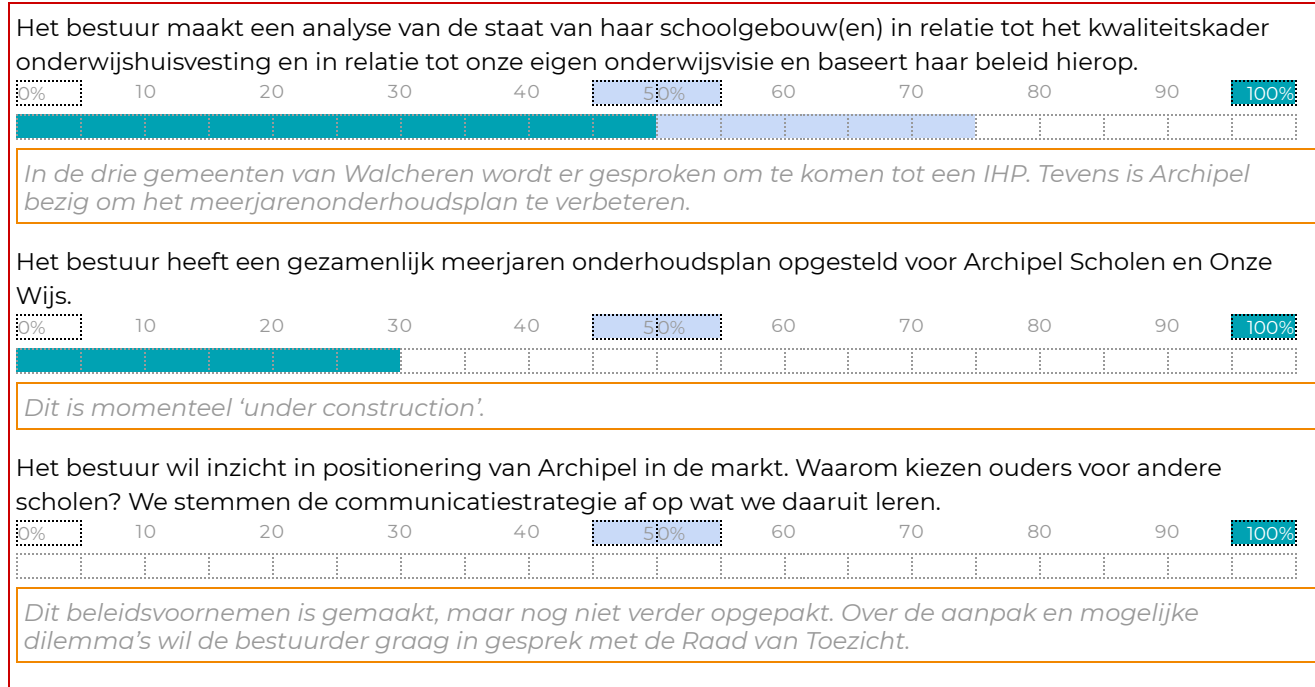 Het bestuur maakt een analyse van de staat van haar schoolgebouw(en) in relatie tot het kwaliteitskader
onderwijshuisvesting en in relatie tot onze eigen onderwijsvisie en baseert haar beleid hierop.
0% 10 20 30 40 50% 60 70 80 90 100%
In de drie gemeenten van Walcheren wordt er gesproken om te komen tot een IHP. Tevens is Archipel
bezig om het meerjarenonderhoudsplan te verbeteren.
Het bestuur heeft een gezamenlijk meerjaren onderhoudsplan opgesteld voor Archipel Scholen en Onze
Wijs.
0% 10 20 30 40 50% 60 70 80 90 100%
Dit is momenteel ‘under construction’.
Het bestuur wil inzicht in positionering van Archipel in de markt. Waarom kiezen ouders voor andere
scholen? We stemmen de communicatiestrategie af op wat we daaruit leren.
0% 10 20 30 40 50% 60 70 80 90 100%
Dit beleidsvoornemen is gemaakt, maar nog niet verder opgepakt. Over de aanpak en mogelijke
dilemma’s wil de bestuurder graag in gesprek met de Raad van Toezicht.